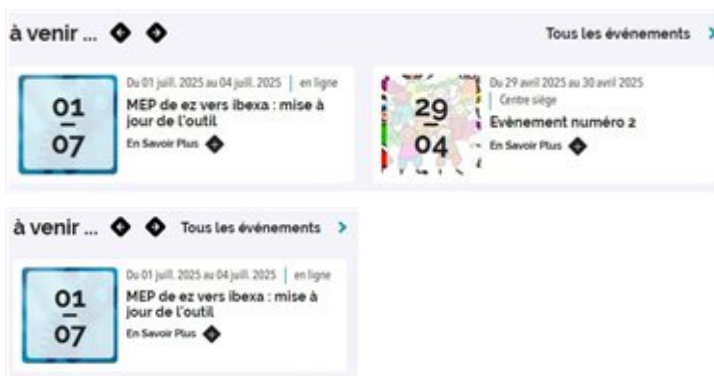 à venir ... Tous les événements
Du 01 juill. 2025 au 04 juill. 2025 | en ligne
01
07
MEP de ez vers ibexa : mise à
jour de l'outil
En Savoir Plus
Du 29 avril 2025 au 30 avril 2025
| Centre siège
29
04
Evènement numéro 2
En Savoir Plus
à venir ... Tous les événements
Du 01 juill. 2025 au 04 juill. 2025 | en ligne
01
07
MEP de ez vers ibexa : mise à
jour de l'outil
En Savoir Plus